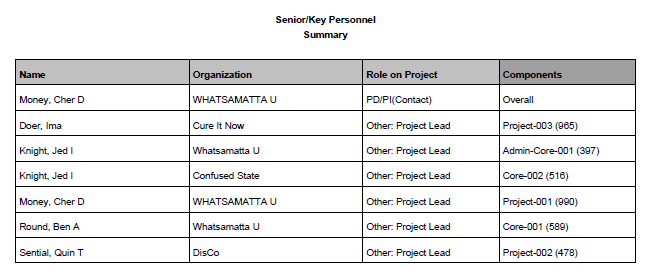 Senior/Key Personnel
Summary
Name Organization Role on Project Components
Money, Cher D WHATSAMATTA U PD/PI(Contact) Overall
Doer, Ima Cure It Now Other: Project Lead Project-003 (965)
Knight, Jed I Whatsamatta U Other: Project Lead Admin-Core-001 (397)
Knight, Jed I Confused State Other: Project Lead Core-002 (516)
Money, Cher D WHATSAMATTA U Other: Project Lead Project-001 (990)
Round, Ben A Whatsamatta U Other: Project Lead Core-001 (589)
Sential, Quin T DisCo Other: Project Lead Project-002 (478)